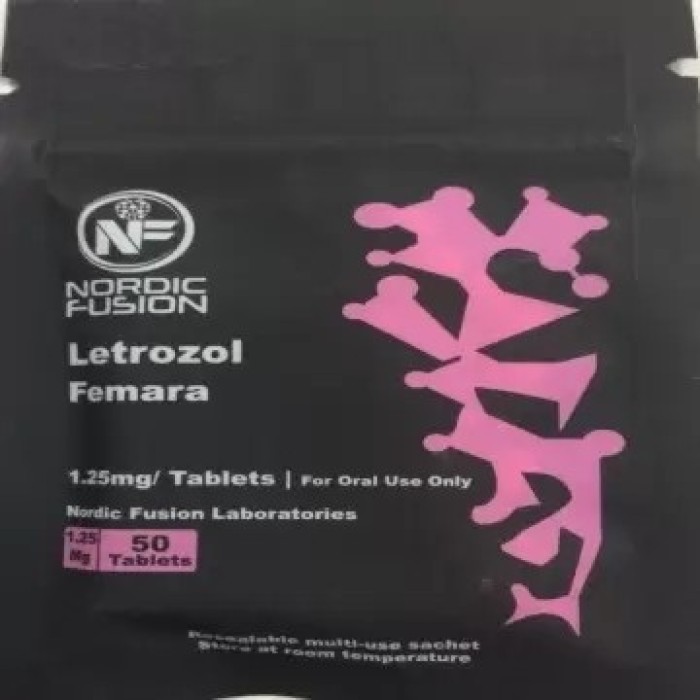 NF
NORDIC
FUSION
Letrozol
Femara
1.25mg/ Tablets | For Oral Use Only
Nordic Fusion Laboratories
1.25 Mg
50 Tablets
Resealable multi-use sachet
Store at room temperature